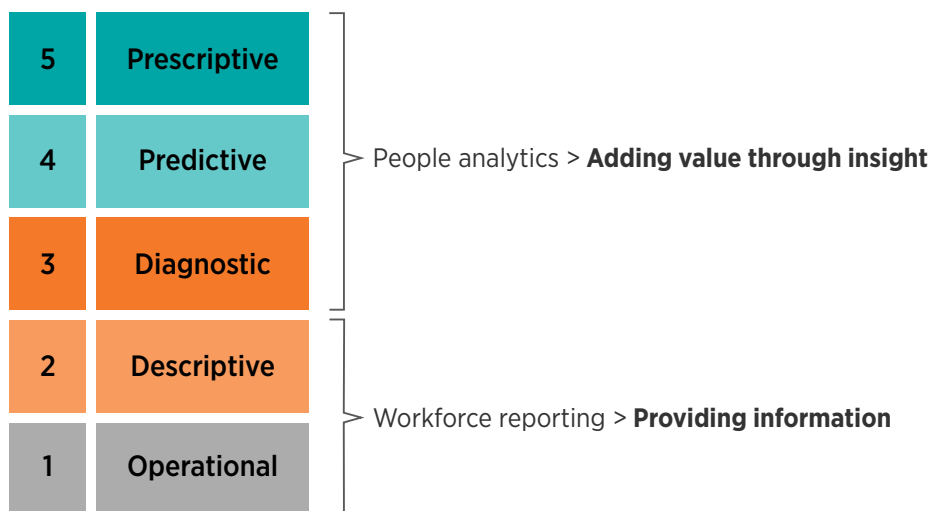 5 Prescriptive
4 Predictive
People analytics > Adding value through insight
3 Diagnostic
2 Descriptive
Workforce reporting > Providing information
1 Operational